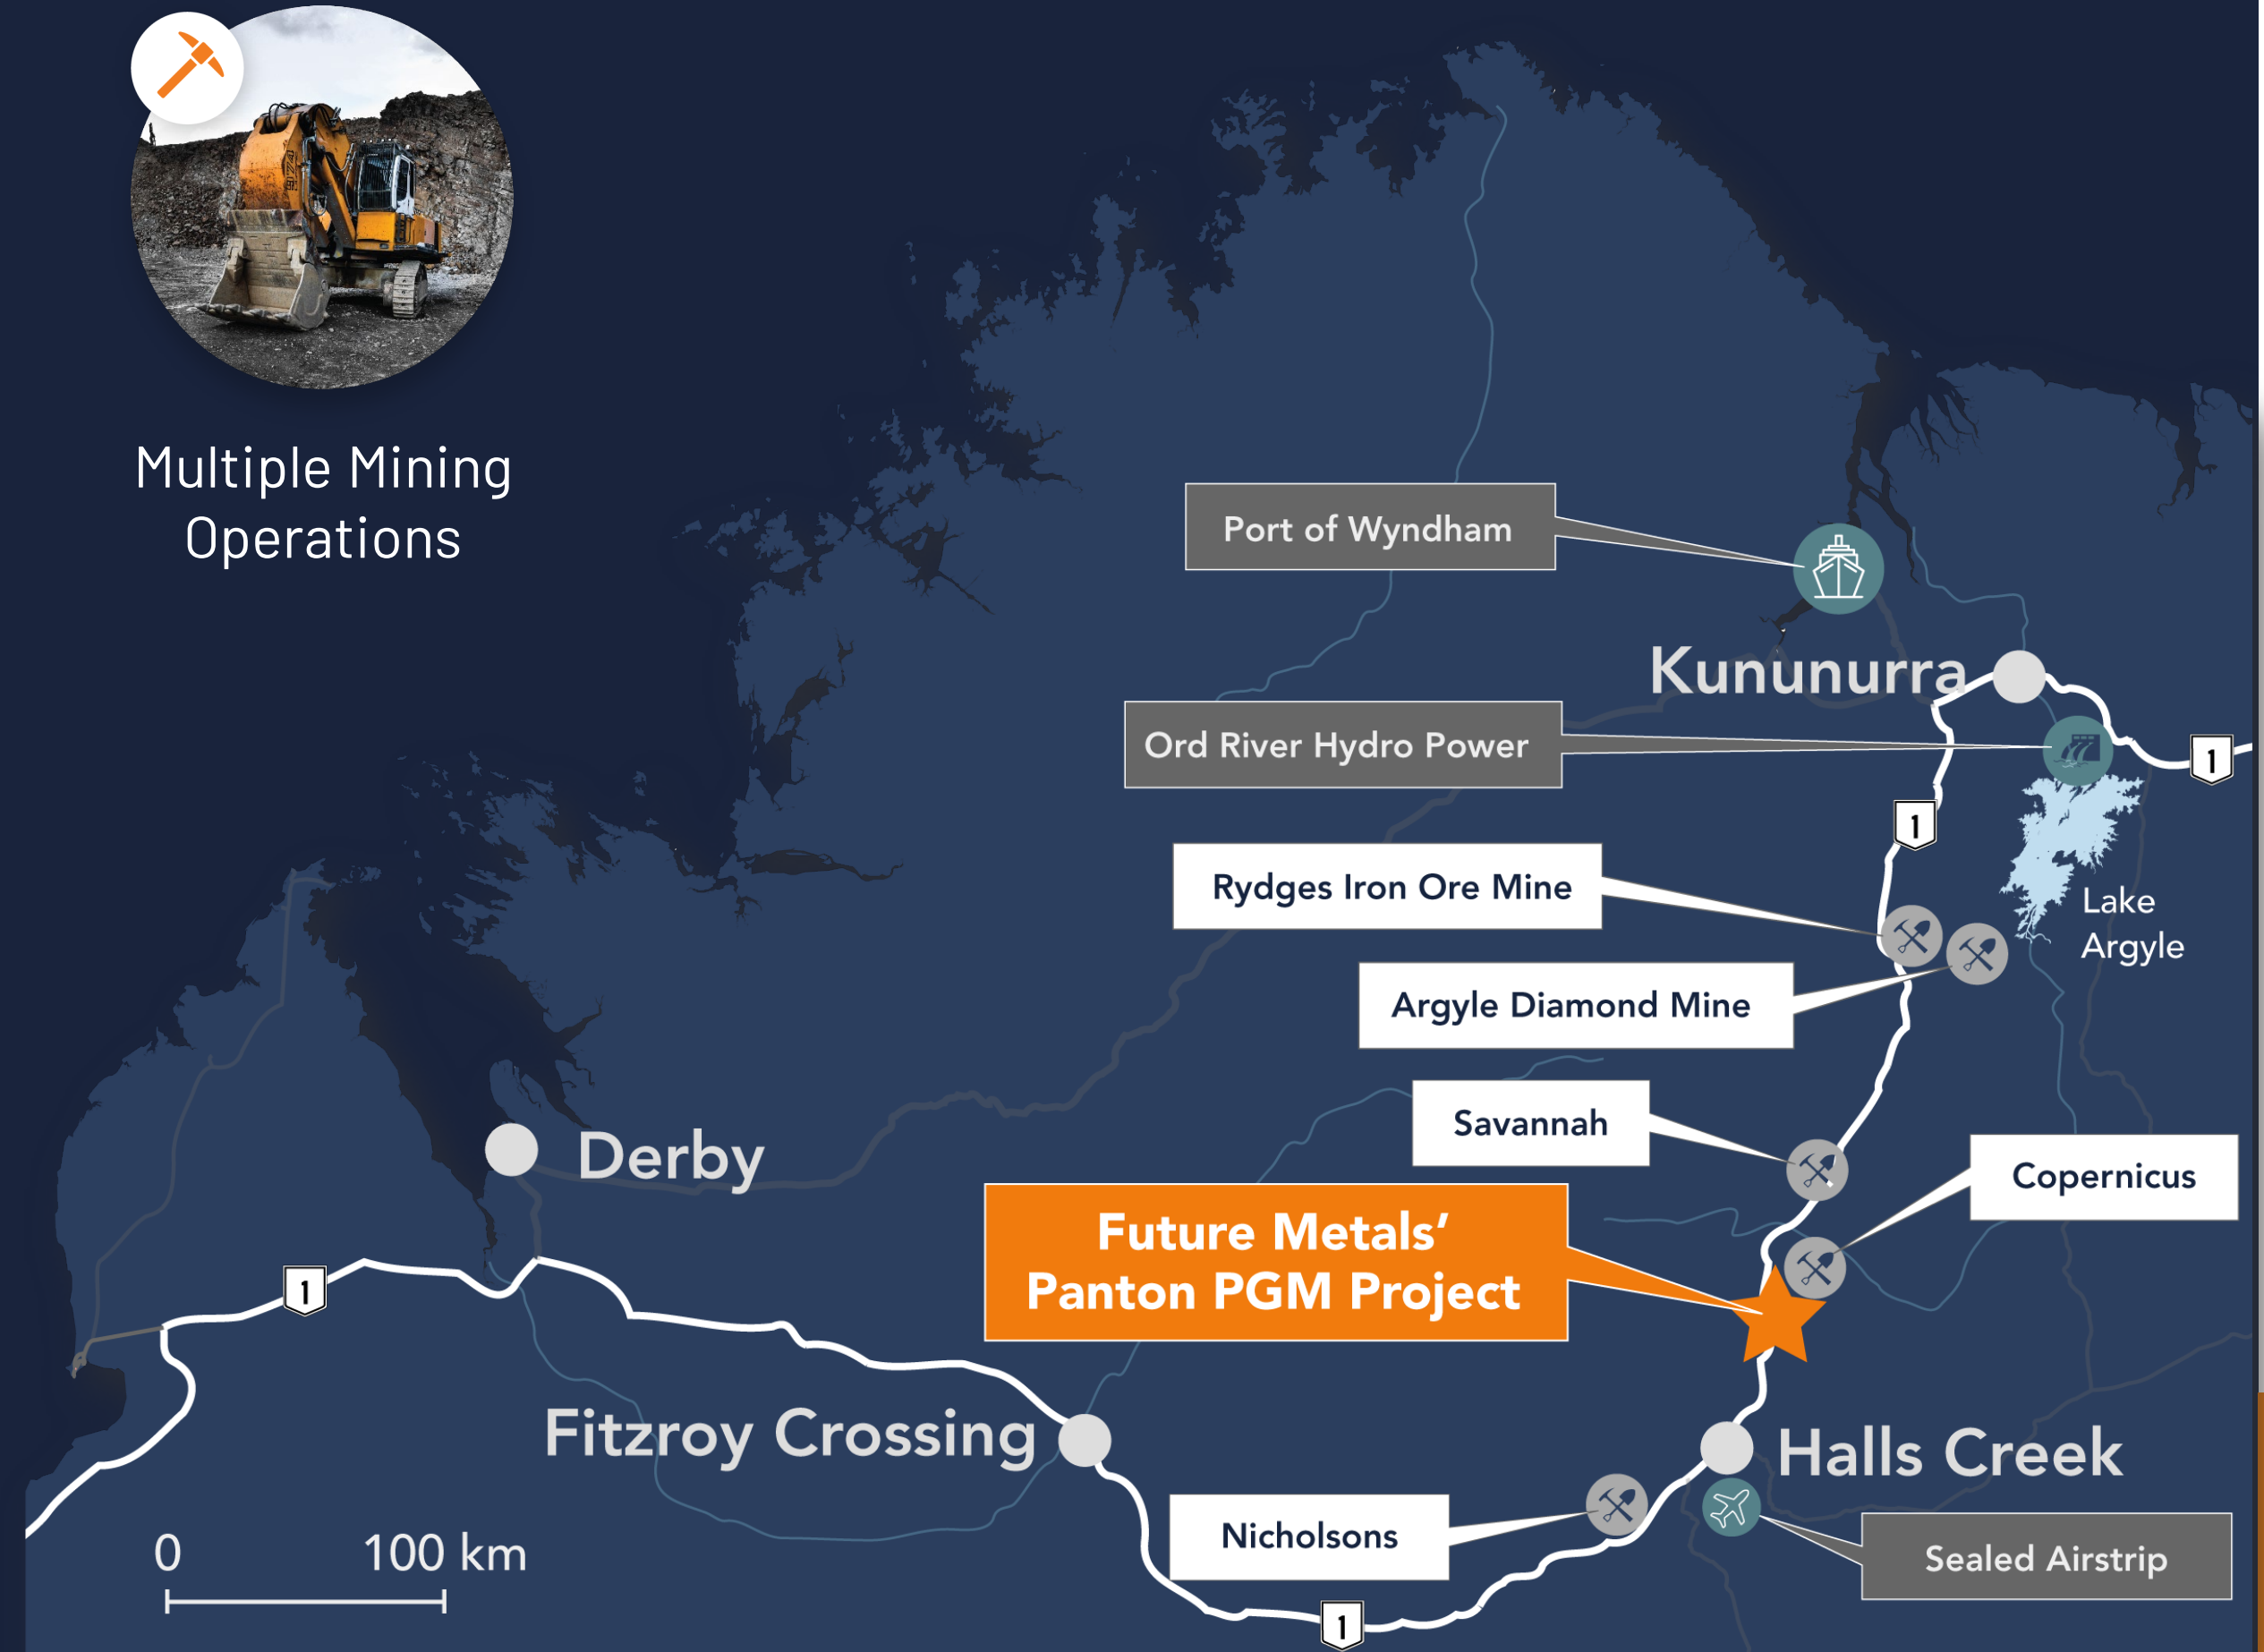 Multiple Mining
Operations
Port of Wyndham
Kununurra
Ord River Hydro Power
1
1
Rydges Iron Ore Mine
Lake
Argyle
Argyle Diamond Mine
Savannah
Copernicus
Derby
Future Metals’
Panton PGM Project
1
Fitzroy Crossing
Halls Creek
Nicholsons
Sealed Airstrip
0 100 km
1